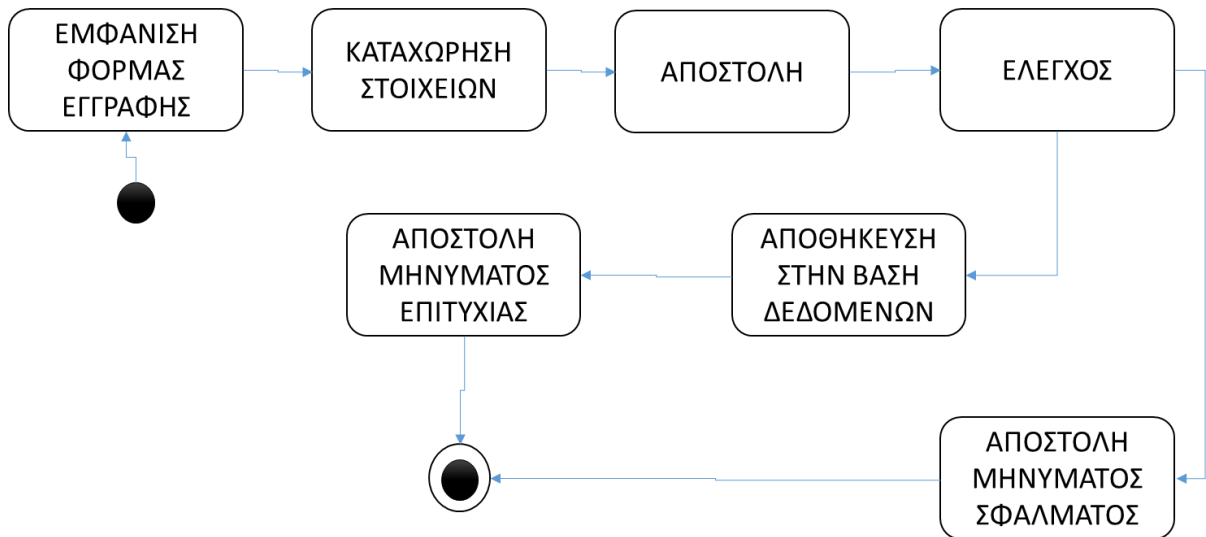 ΕΜΦΑΝΙΣΗ
ΦΟΡΜΑΣ
ΕΓΓΡΑΦΗΣ
ΚΑΤΑΧΩΡΗΣΗ
ΣΤΟΙΧΕΙΩΝ
ΑΠΟΣΤΟΛΗ
ΕΛΕΓΧΟΣ
ΑΠΟΣΤΟΛΗ
ΜΗΝΥΜΑΤΟΣ
ΕΠΙΤΥΧΙΑΣ
ΑΠΟΘΗΚΕΥΣΗ
ΣΤΗΝ ΒΑΣΗ
ΔΕΔΟΜΕΝΩΝ
ΑΠΟΣΤΟΛΗ
ΜΗΝΥΜΑΤΟΣ
ΣΦΑΛΜΑΤΟΣ